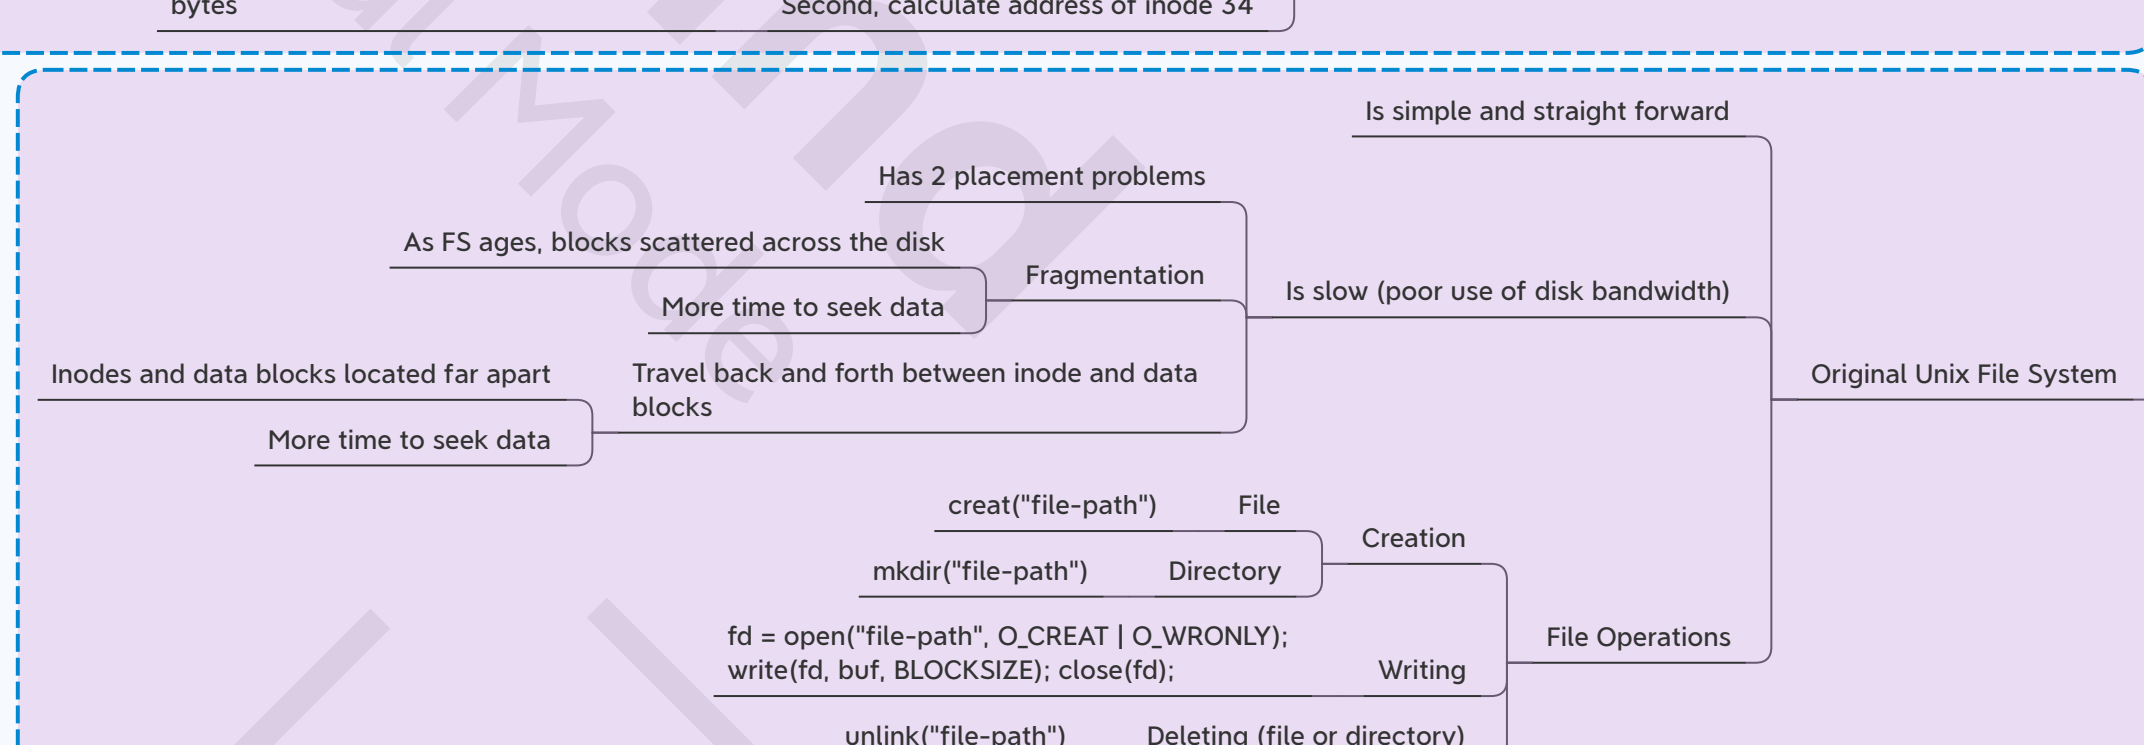 bytes
Second, calculate address of inode 34
Is simple and straight forward
Has 2 placement problems
As FS ages, blocks scattered across the disk
Fragmentation
Is slow (poor use of disk bandwidth)
More time to seek data
Inodes and data blocks located far apart
Travel back and forth between inode and data
blocks
Original Unix File System
More time to seek data
creat("file-path")
File
Creation
mkdir("file-path")
Directory
fd = open("file-path", O_CREAT | O_WRONLY);
write(fd, buf, BLOCKSIZE); close(fd);
Writing
File Operations
unlink("file-path")
Deleting (file or directory)
Mode